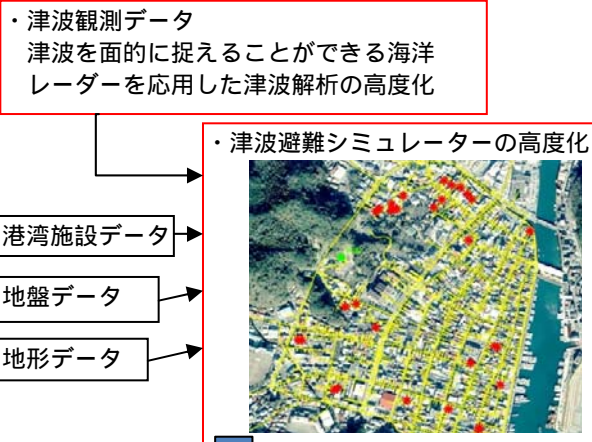 ・津波観測データ
津波を面的に捉えることができる海洋
レーダーを応用した津波解析の高度化
・津波避難シミュレーターの高度化
港湾施設データ
地盤データ
地形データ